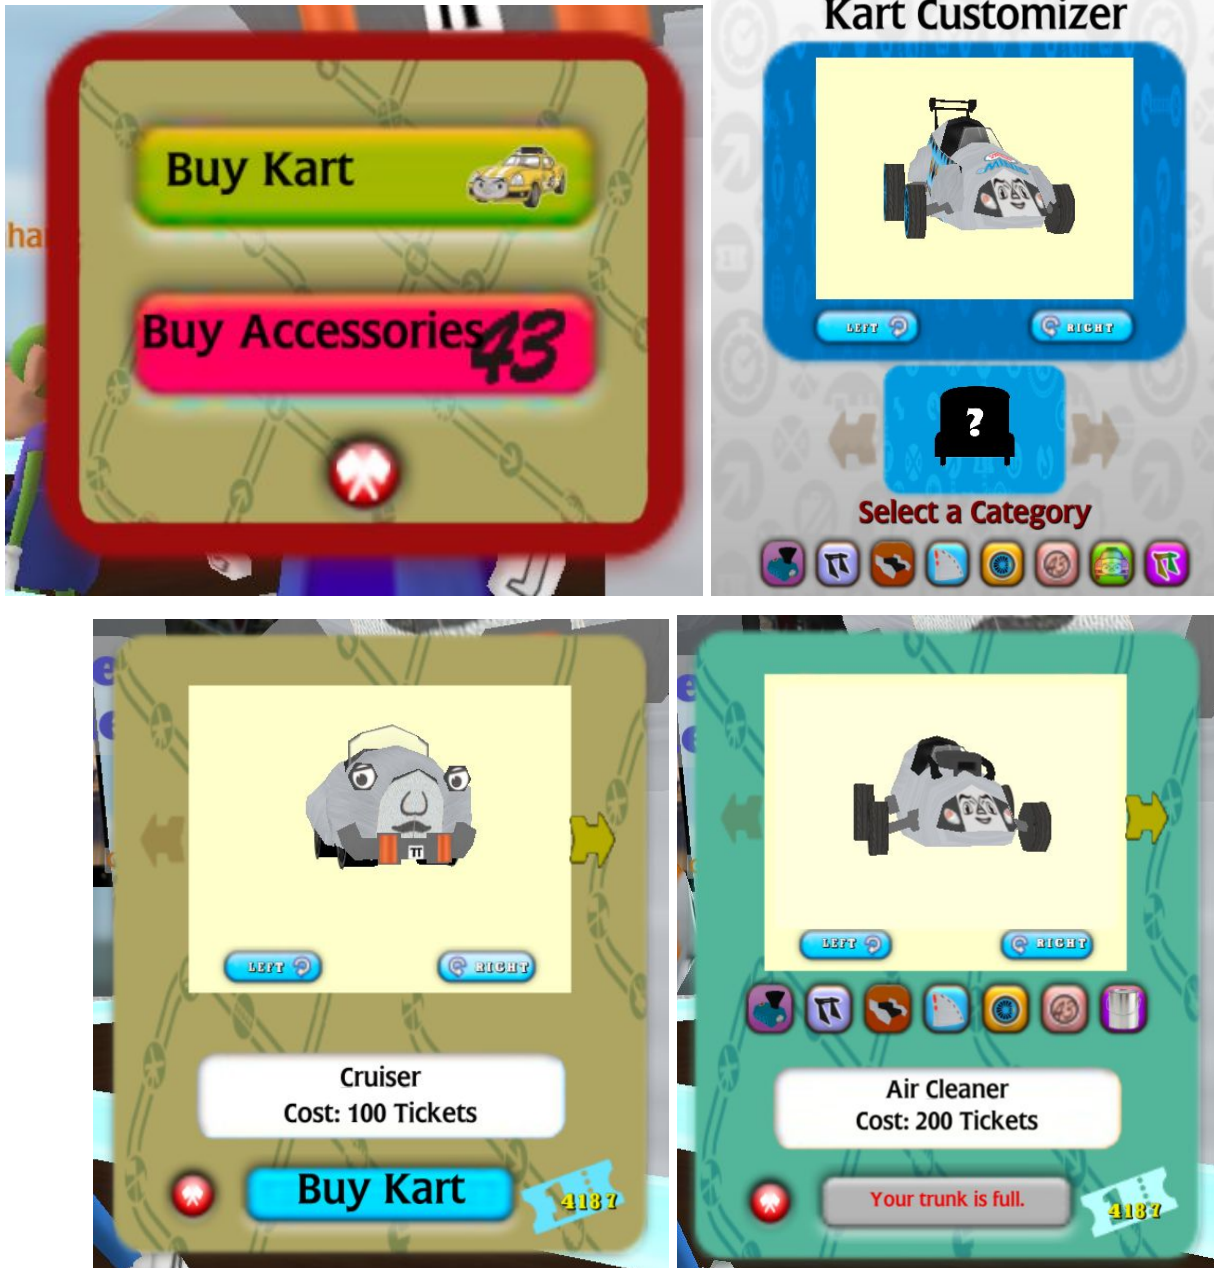 Buy Kart
Buy Accessories 43
Kart Customizer
LEFT
RIGHT
?
Select a Category
LEFT
RIGHT
Cruiser
Cost: 100 Tickets
Buy Kart
4187
LEFT
RIGHT
Air Cleaner
Cost: 200 Tickets
Your trunk is full.
4187